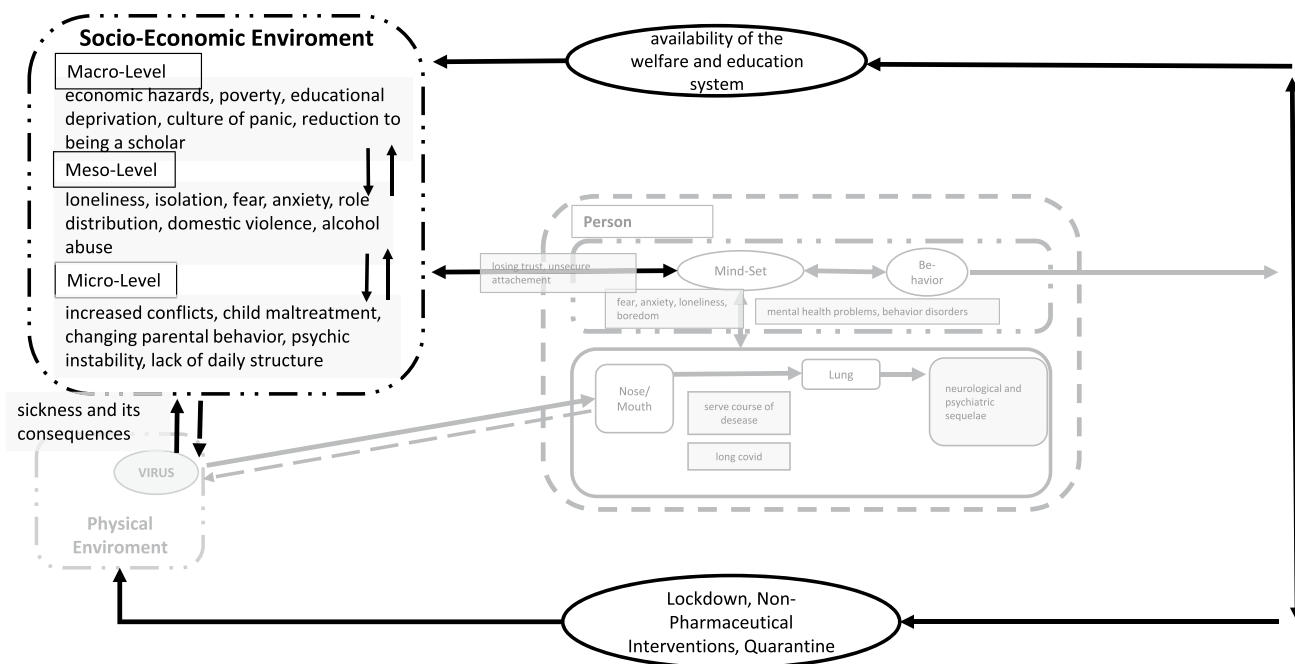 Socio-Economic Enviroment
Macro-Level
economic hazards, poverty, educational
deprivation, culture of panic, reduction to
being a scholar
Meso-Level
loneliness, isolation, fear, anxiety, role
distribution, domestic violence, alcohol
abuse
Micro-Level
increased conflicts, child maltreatment,
changing parental behavior, psychic
instability, lack of daily structure
sickness and its
consequences
VIRUS
Physical
Enviroment
availability of the
welfare and education
system
Person
losing trust, unsecure
attachement
Mind-Set
Be-
havior
fear, anxiety, loneliness,
boredom
mental health problems, behavior disorders
Nose/
Mouth
Lung
neurological and
psychiatric
sequelae
serve course of
desease
long covid
Lockdown, Non-
Pharmaceutical
Interventions, Quarantine